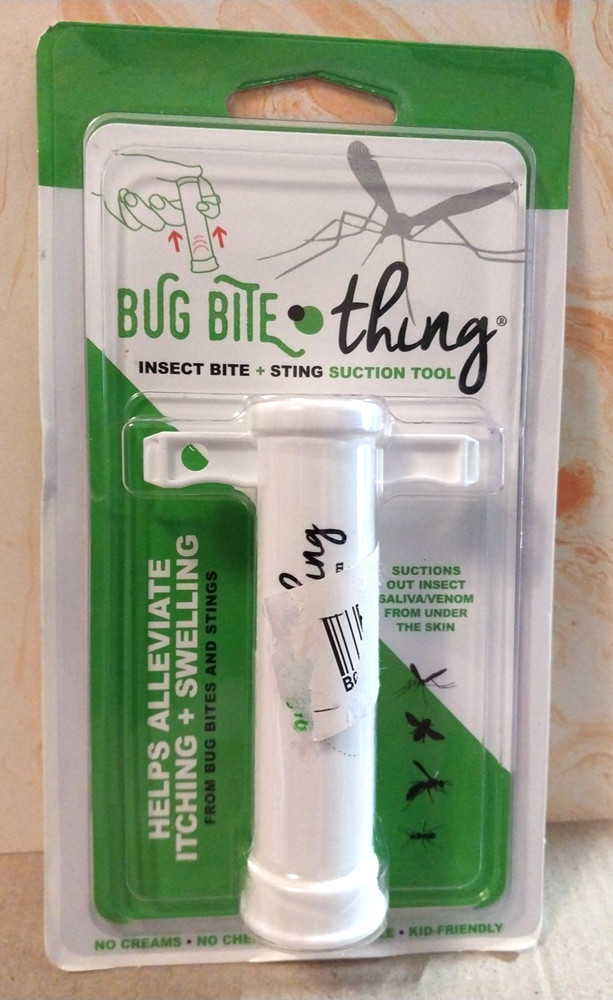 BUG BITE thing®
INSECT BITE + STING SUCTION TOOL
ing
SUCTIONS
OUT INSECT
SALIVA/VENOM
FROM UNDER
THE SKIN
HELPS ALLEVIATE
ITCHING + SWELLING
FROM BUG BITES AND STINGS
NO CREAMS • NO • KID-FRIENDLY